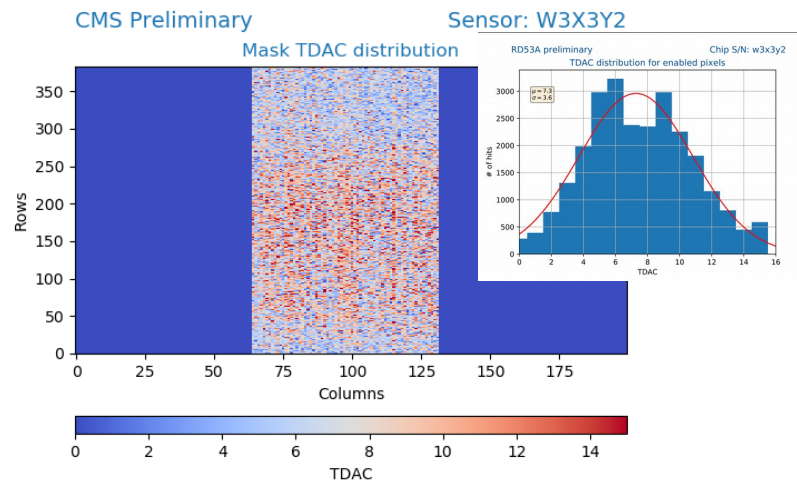 CMS Preliminary
Sensor: W3X3Y2
Mask TDAC distribution
RD53A preliminary
Chip S/N: w3x3y2
TDAC distribution for enabled pixels
μ = 7.3
σ = 3.6
# of hits
3000
2500
2000
1500
1000
500
0
0 2 4 6 8 10 12 14 16
TDAC
Rows
350
300
250
200
150
100
50
0
0 25 50 75 100 125 150 175
Columns
0 2 4 6 8 10 12 14
TDAC